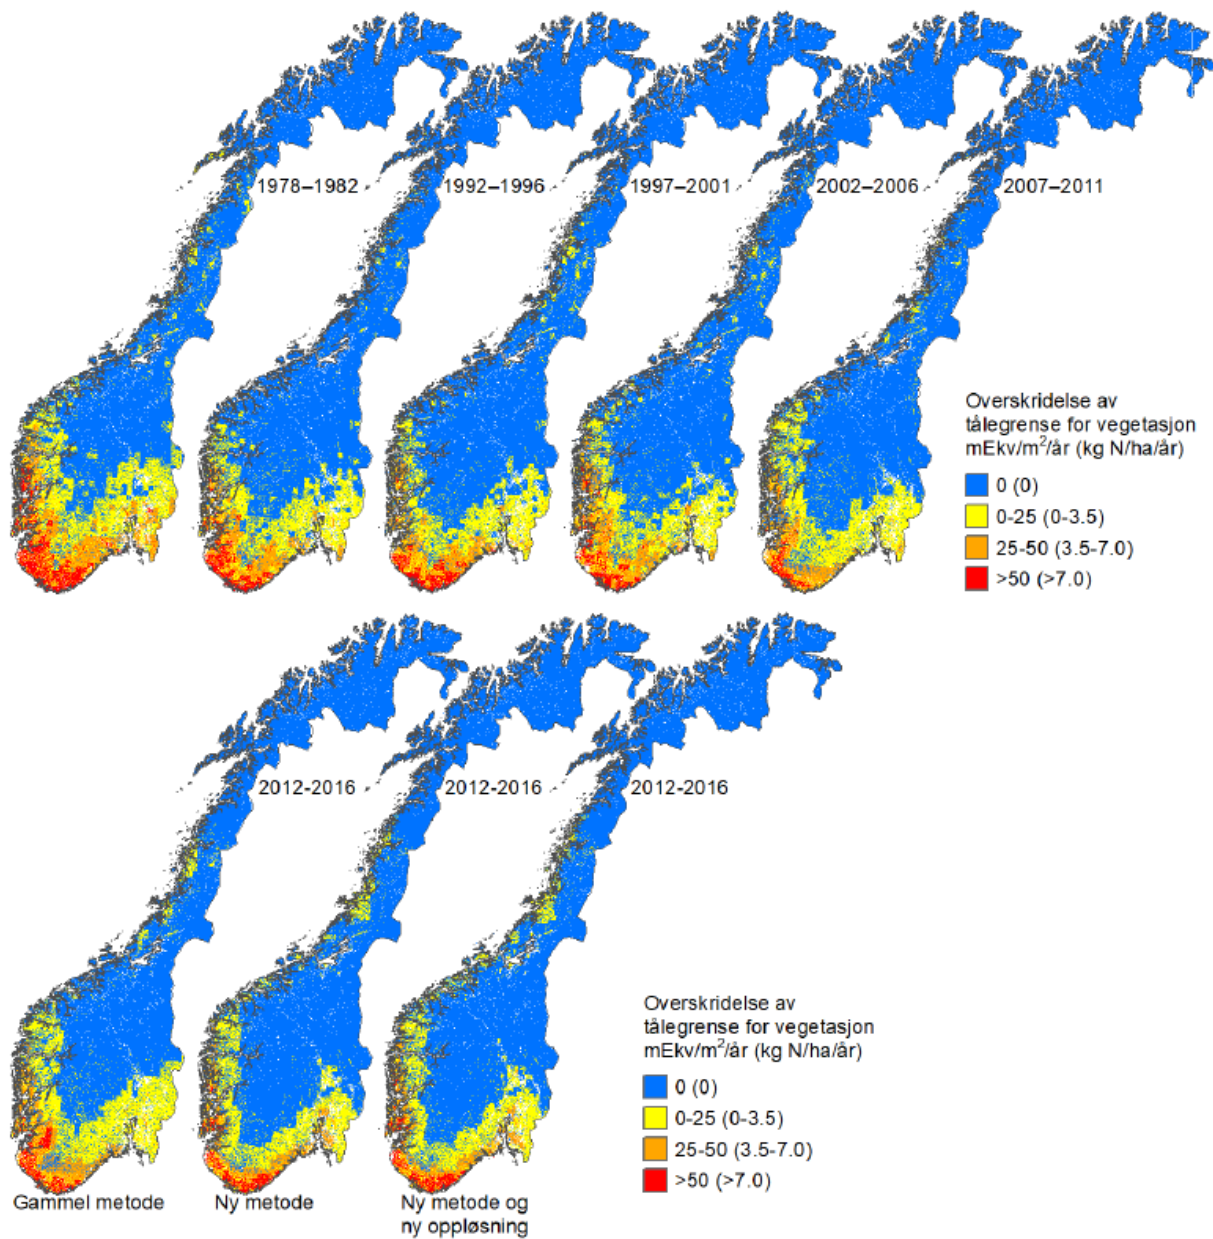 1978–1982
1992–1996
1997–2001
2002–2006
2007–2011
Overskridelse av
tålegrense for vegetasjon
mEkv/m²/år (kg N/ha/år)
0 (0)
0-25 (0-3.5)
25-50 (3.5-7.0)
>50 (>7.0)
2012-2016
2012-2016
2012-2016
Overskridelse av
tålegrense for vegetasjon
mEkv/m²/år (kg N/ha/år)
0 (0)
0-25 (0-3.5)
25-50 (3.5-7.0)
>50 (>7.0)
Gammel metode
Ny metode
Ny metode og
ny oppløsning